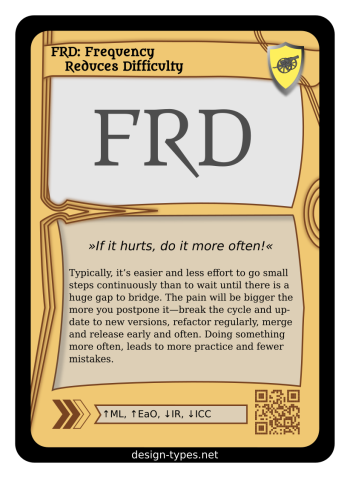 FRD: Frequency
Reduces Difficulty
FRD
»If it hurts, do it more often!«
Typically, it's easier and less effort to go small
steps continuously than to wait until there is a
huge gap to bridge. The pain will be bigger the
more you postpone it—break the cycle and up-
date to new versions, refactor regularly, merge
and release early and often. Doing something
more often, leads to more practice and fewer
mistakes.
↑ML, ↑EaO, ↓IR, ↓ICC
design-types.net